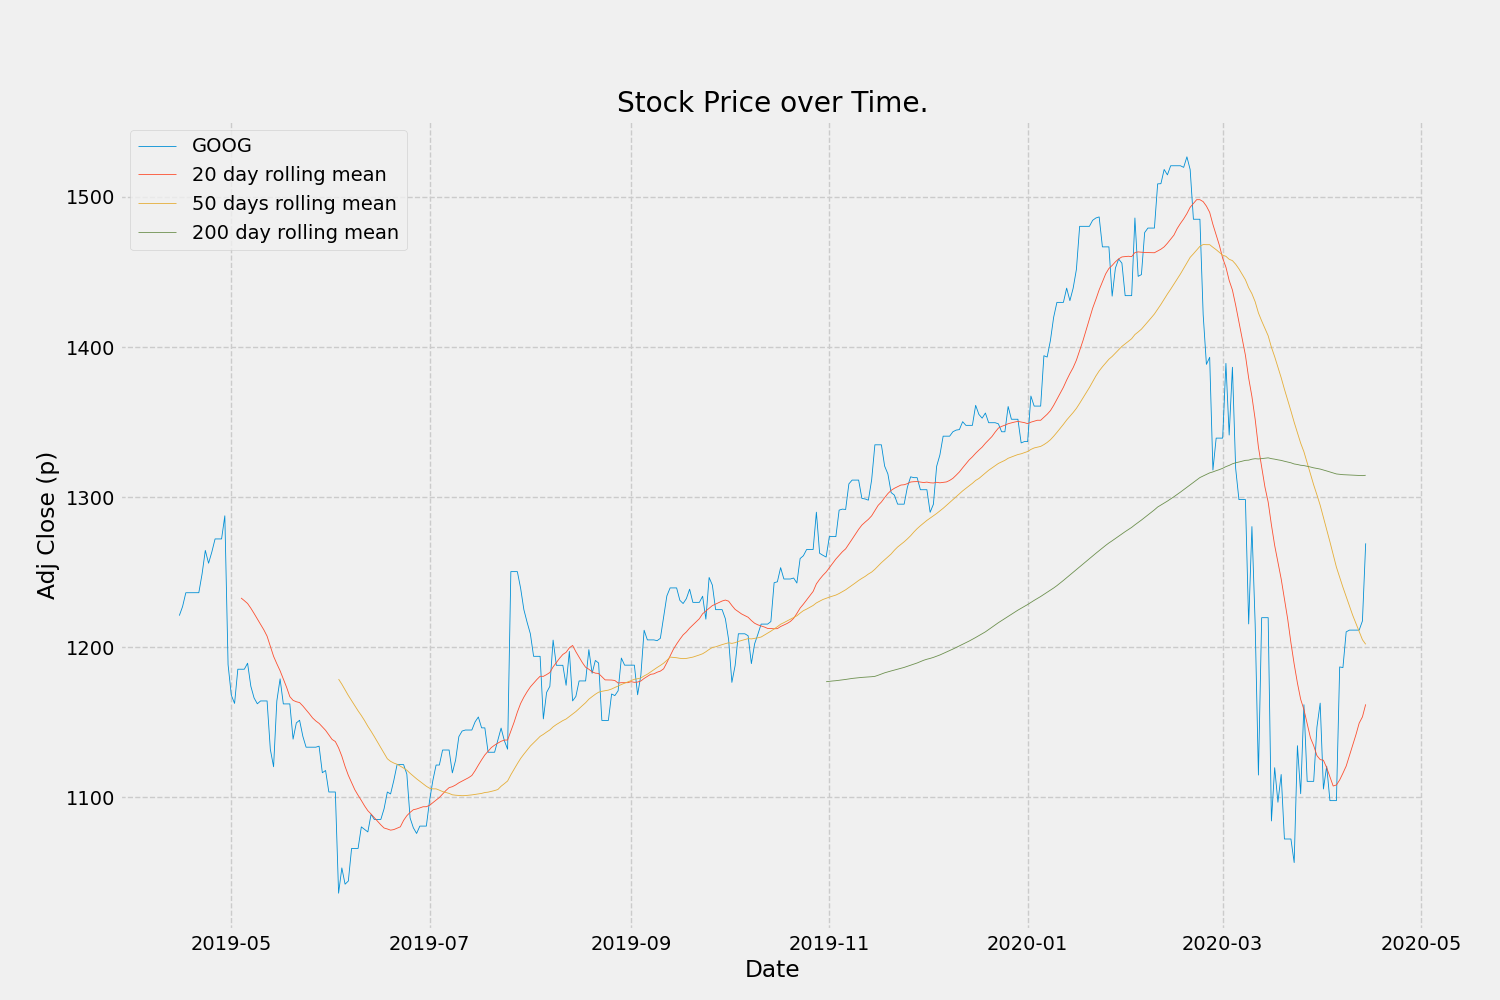 Stock Price over Time.
GOOG
20 day rolling mean
50 days rolling mean
200 day rolling mean
1500
1400
1300
1200
1100
Adj Close (p)
2019-05 2019-07 2019-09 2019-11 2020-01 2020-03 2020-05
Date